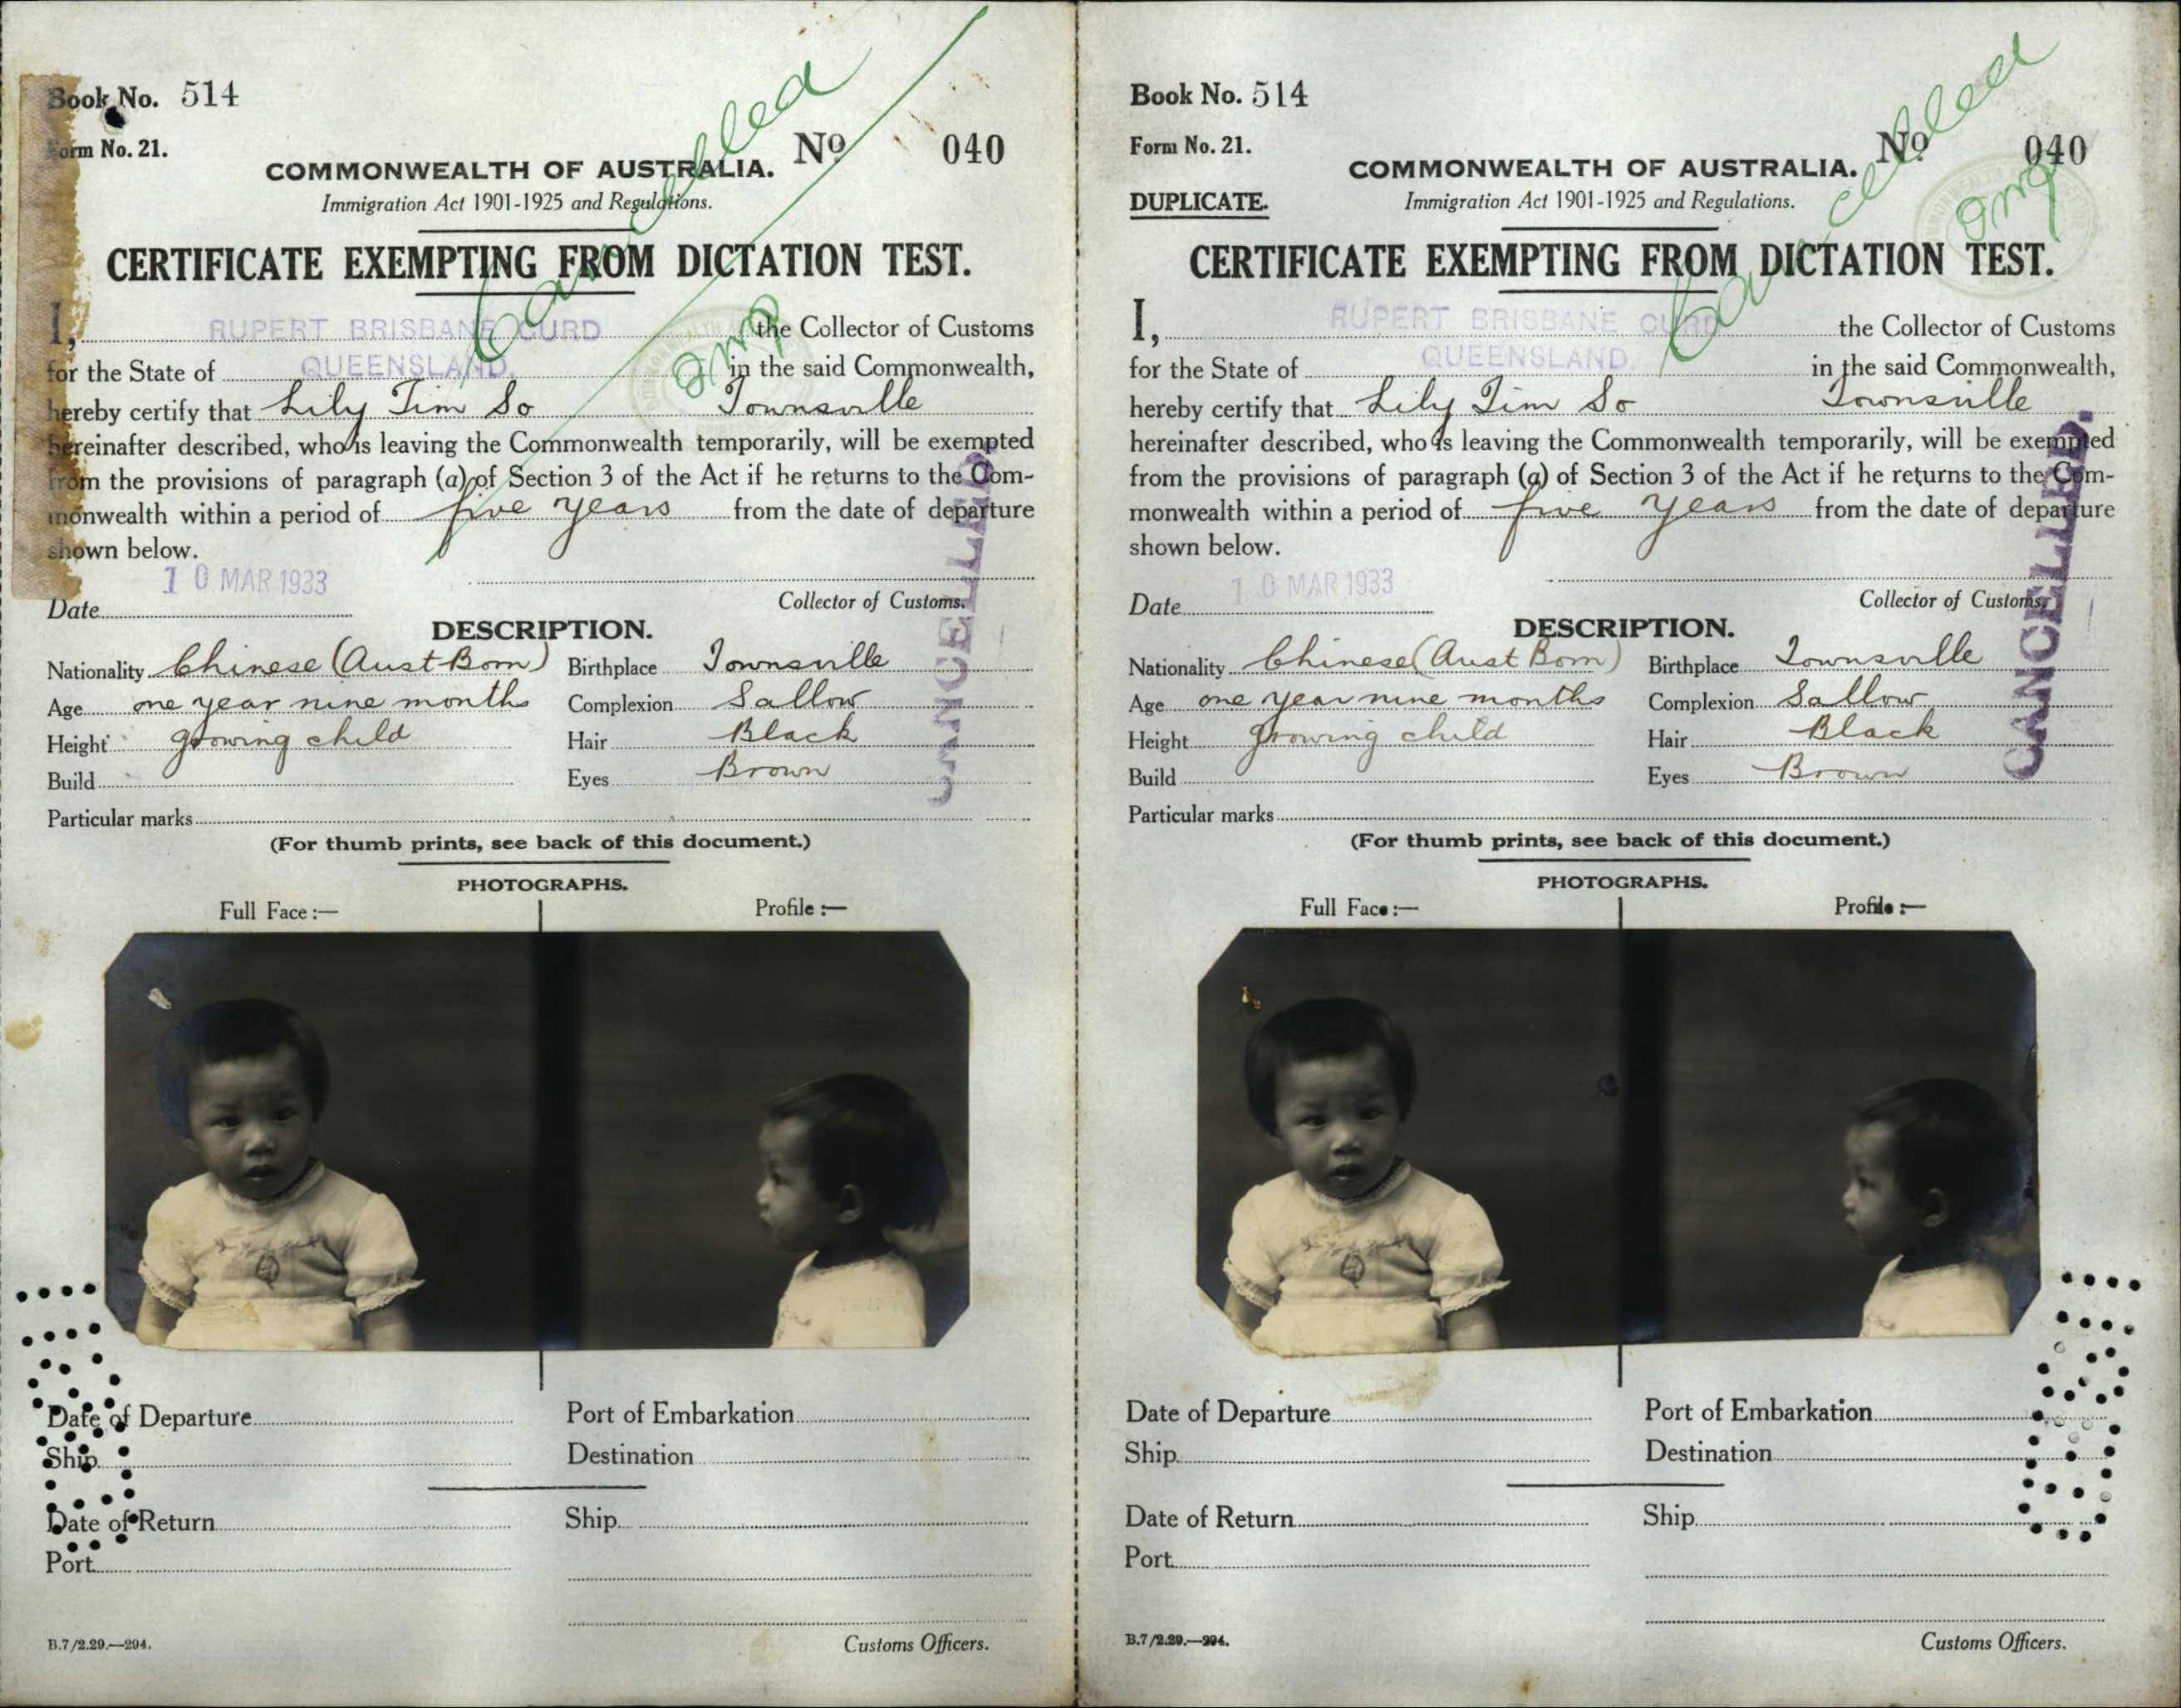 Book No. 514
Form No. 21.
COMMONWEALTH OF AUSTRALIA. Nº 040
Immigration Act 1901-1925 and Regulations.
CERTIFICATE EXEMPTING FROM DICTATION TEST.
Cancelled
I, RUPERT BRISBANE CURD the Collector of Customs
for the State of QUEENSLAND. in the said Commonwealth,
hereby certify that Lily Tim So Townsville
hereinafter described, who is leaving the Commonwealth temporarily, will be exempted
from the provisions of paragraph (a) of Section 3 of the Act if he returns to the Com-
monwealth within a period of five years from the date of departure
shown below.
10 MAR 1933
Date Collector of Customs.
CANCELLED.
DESCRIPTION.
Nationality Chinese (Aust Born) Birthplace Townsville
Age one year nine months Complexion Sallow
Height growing child Hair Black
Build Eyes Brown
Particular marks
(For thumb prints, see back of this document.)
PHOTOGRAPHS.
Full Face :— Profile :—
Date of Departure Port of Embarkation
Ship Destination
Date of Return Ship
Port
B.7/2.29.—294. Customs Officers.
Book No. 514
Form No. 21.
COMMONWEALTH OF AUSTRALIA. Nº 040
DUPLICATE. Immigration Act 1901-1925 and Regulations.
CERTIFICATE EXEMPTING FROM DICTATION TEST.
Cancelled
I, RUPERT BRISBANE CURD the Collector of Customs
for the State of QUEENSLAND. in the said Commonwealth,
hereby certify that Lily Tim So Townsville
hereinafter described, who is leaving the Commonwealth temporarily, will be exempted
from the provisions of paragraph (a) of Section 3 of the Act if he returns to the Com-
monwealth within a period of five years from the date of departure
shown below.
10 MAR 1933
Date Collector of Customs.
CANCELLED.
DESCRIPTION.
Nationality Chinese (Aust Born) Birthplace Townsville
Age one year nine months Complexion Sallow
Height growing child Hair Black
Build Eyes Brown
Particular marks
(For thumb prints, see back of this document.)
PHOTOGRAPHS.
Full Face :— Profile :—
Date of Departure Port of Embarkation
Ship Destination
Date of Return Ship
Port
B.7/2.29.—294. Customs Officers.